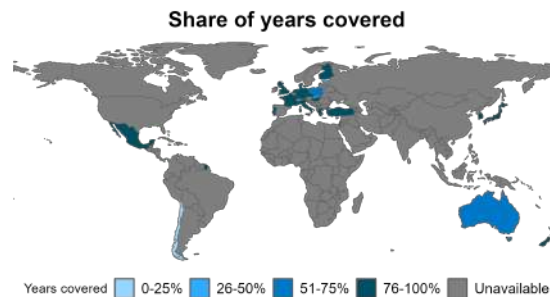 Share of years covered
Years covered 0-25% 26-50% 51-75% 76-100% Unavailable